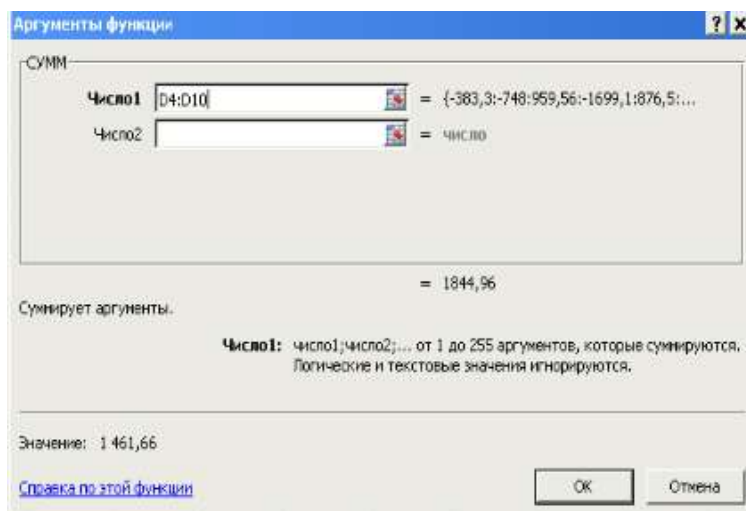 Аргументы функции
СУММ
Число1 D4:D10 = {-383,3:-748:959,56:-1699,1:876,5:...
Число2 = число
= 1844,96
Суммирует аргументы.
Число1: число1;число2;... от 1 до 255 аргументов, которые суммируются.
Логические и текстовые значения игнорируются.
Значение: 1 461,66
Справка по этой функции
ОК
Отмена